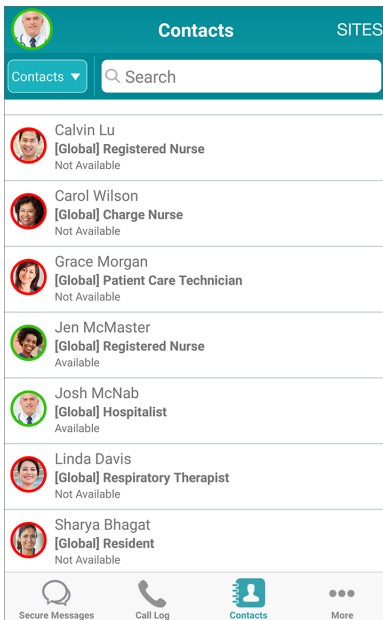 Contacts
SITES
Contacts ▼
Search
Calvin Lu
[Global] Registered Nurse
Not Available
Carol Wilson
[Global] Charge Nurse
Not Available
Grace Morgan
[Global] Patient Care Technician
Not Available
Jen McMaster
[Global] Registered Nurse
Available
Josh McNab
[Global] Hospitalist
Available
Linda Davis
[Global] Respiratory Therapist
Not Available
Sharya Bhagat
[Global] Resident
Not Available
Secure Messages
Call Log
Contacts
More